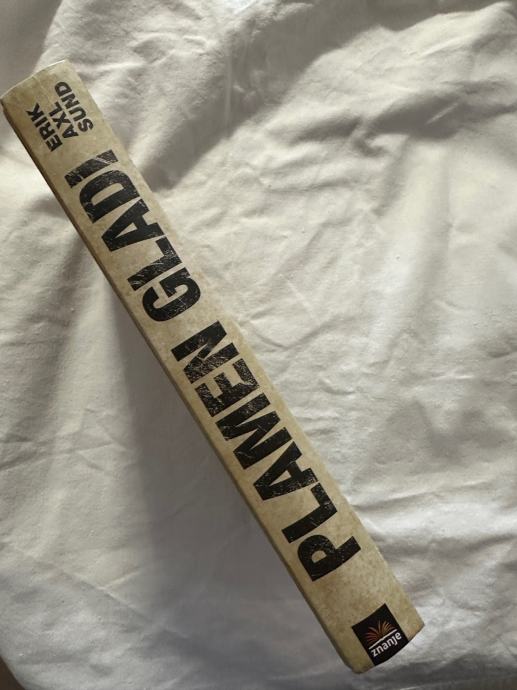 ERIK
AXL
SUND
PLAMEN GLADI
znanje